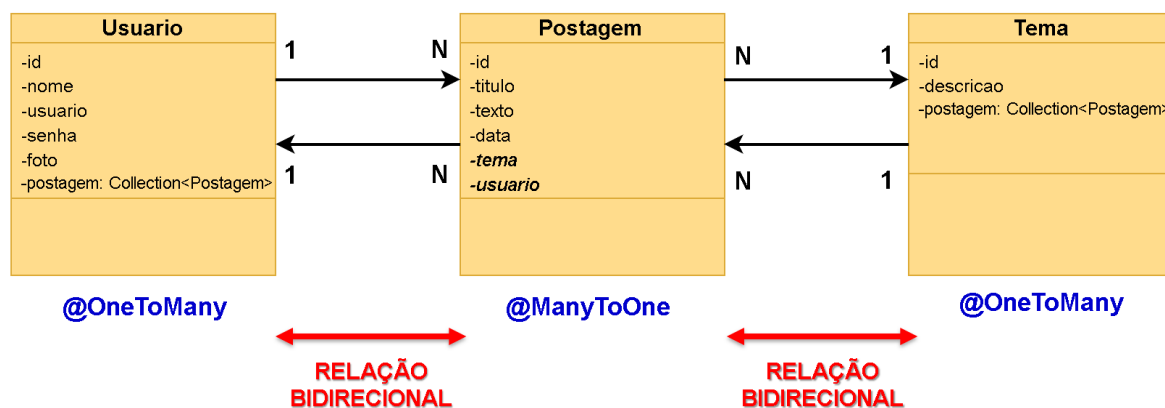 Usuario
-id
-nome
-usuario
-senha
-foto
-postagem: Collection<Postagem>
1
N
1
N
Postagem
-id
-titulo
-texto
-data
-tema
-usuario
N
1
N
1
Tema
-id
-descricao
-postagem: Collection<Postagem>
@OneToMany
@ManyToOne
@OneToMany
RELAÇÃO
BIDIRECIONAL
RELAÇÃO
BIDIRECIONAL